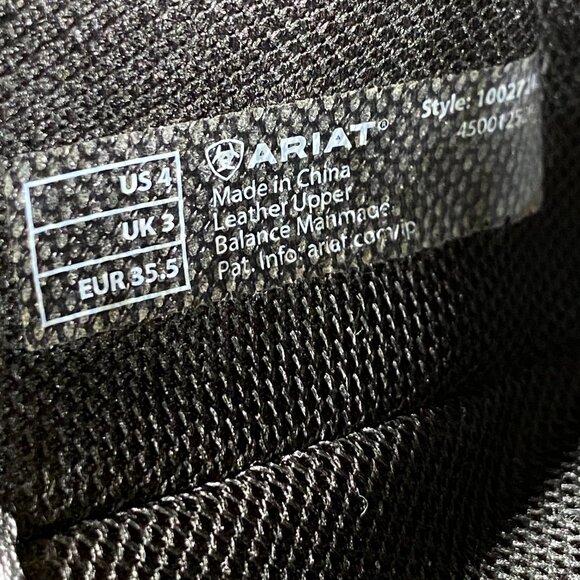 US 4
UK 3
EUR 35.5
ARIAT®
Made in China
Leather Upper
Balance Manmade
Pat. Info. ariat.com/ip
Style: